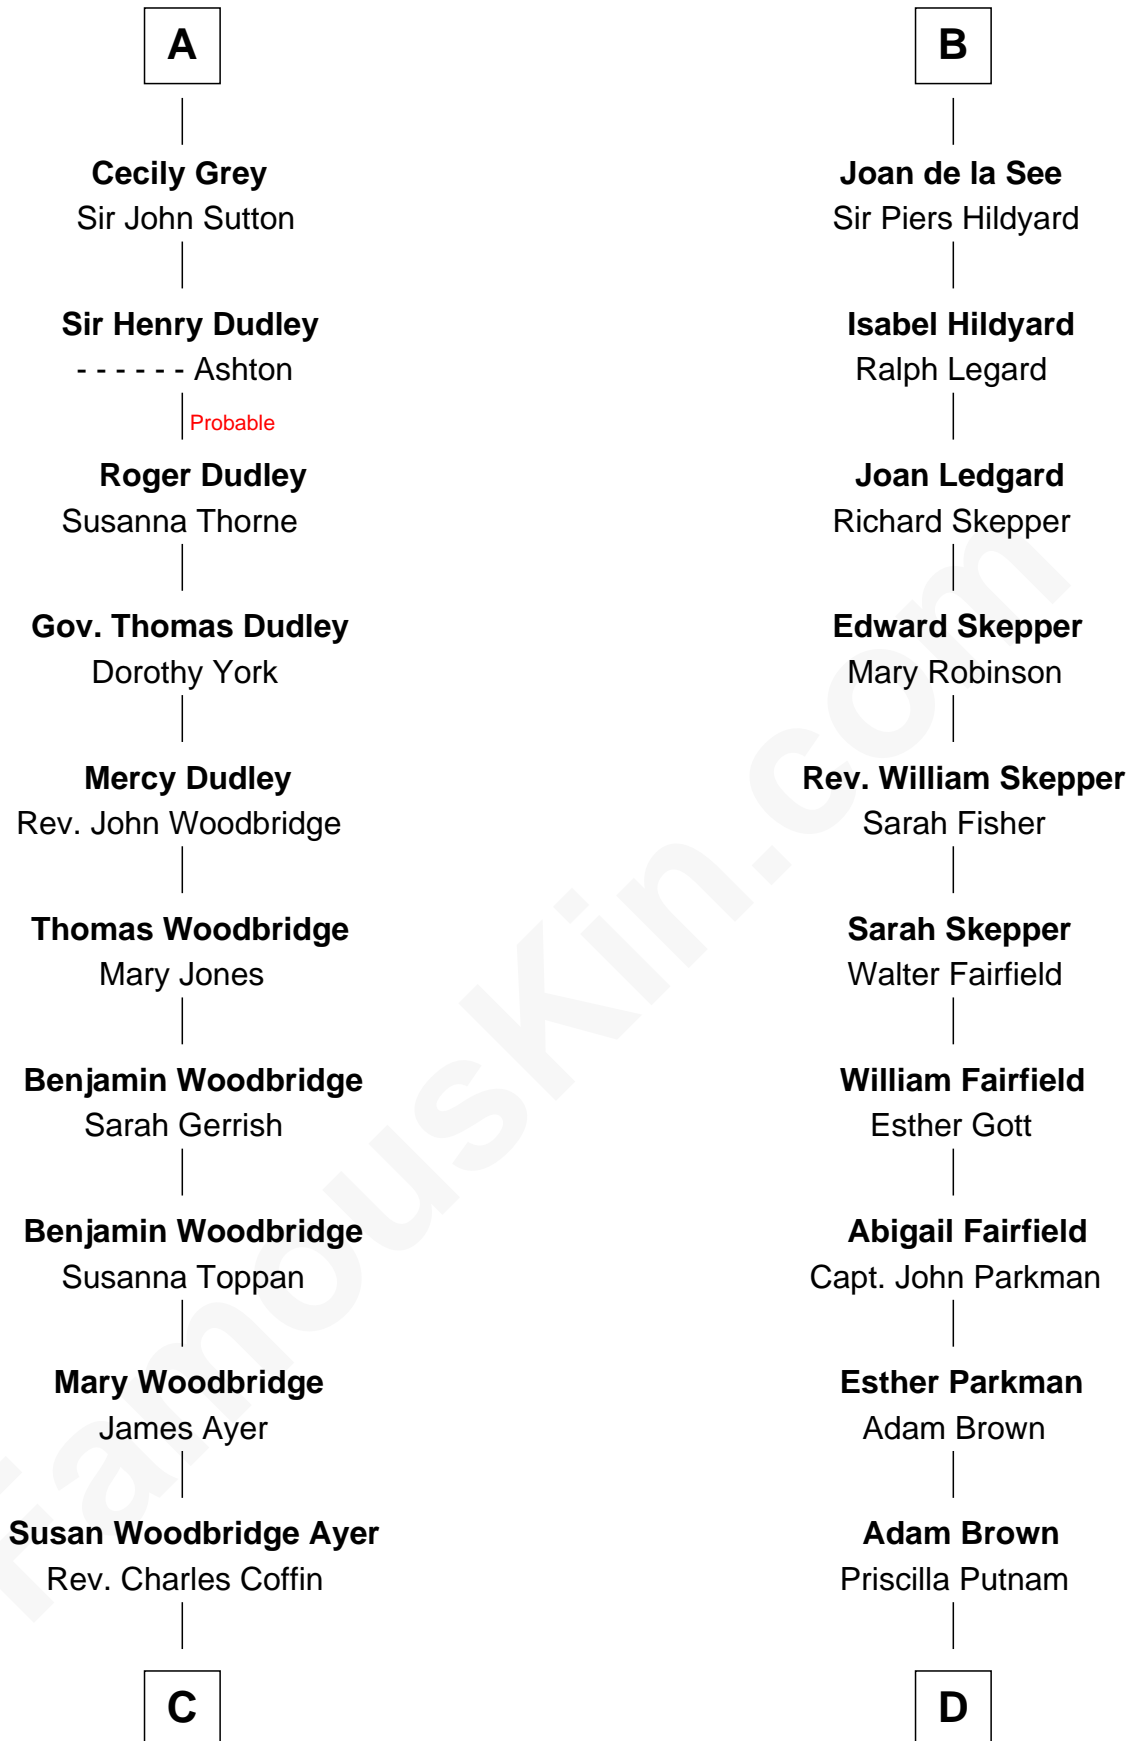 A
Cecily Grey
Sir John Sutton
Sir Henry Dudley
- - - - - - Ashton
Probable
Roger Dudley
Susanna Thorne
Gov. Thomas Dudley
Dorothy York
Mercy Dudley
Rev. John Woodbridge
Thomas Woodbridge
Mary Jones
Benjamin Woodbridge
Sarah Gerrish
Benjamin Woodbridge
Susanna Toppan
Mary Woodbridge
James Ayer
Susan Woodbridge Ayer
Rev. Charles Coffin
C
B
Joan de la See
Sir Piers Hildyard
Isabel Hildyard
Ralph Legard
Joan Ledgard
Richard Skepper
Edward Skepper
Mary Robinson
Rev. William Skepper
Sarah Fisher
Sarah Skepper
Walter Fairfield
William Fairfield
Esther Gott
Abigail Fairfield
Capt. John Parkman
Esther Parkman
Adam Brown
Adam Brown
Priscilla Putnam
D
FamousKin.com